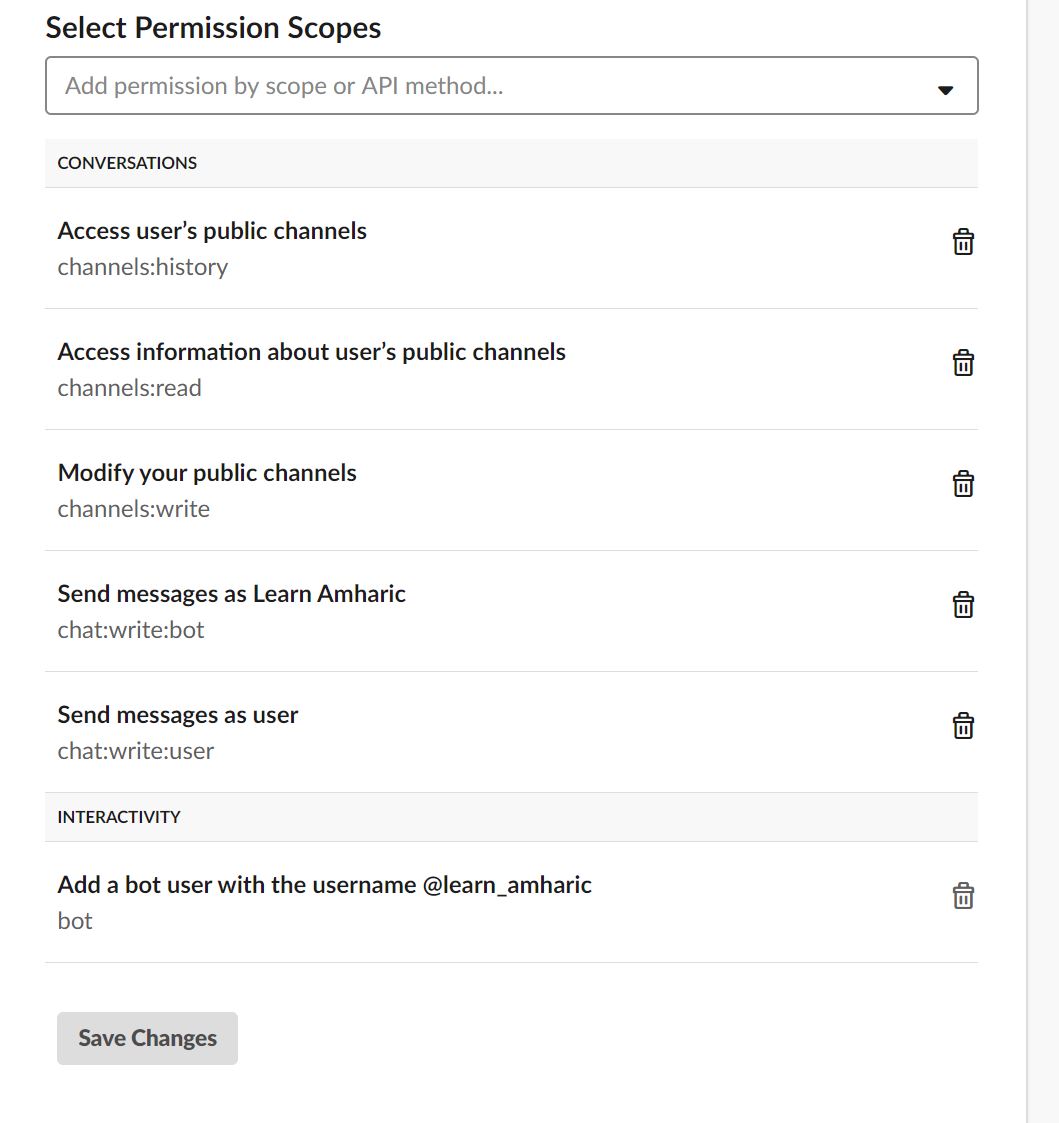 Select Permission Scopes
Add permission by scope or API method...
CONVERSATIONS
Access user’s public channels
channels:history
Access information about user’s public channels
channels:read
Modify your public channels
channels:write
Send messages as Learn Amharic
chat:write:bot
Send messages as user
chat:write:user
INTERACTIVITY
Add a bot user with the username @learn_amharic
bot
Save Changes